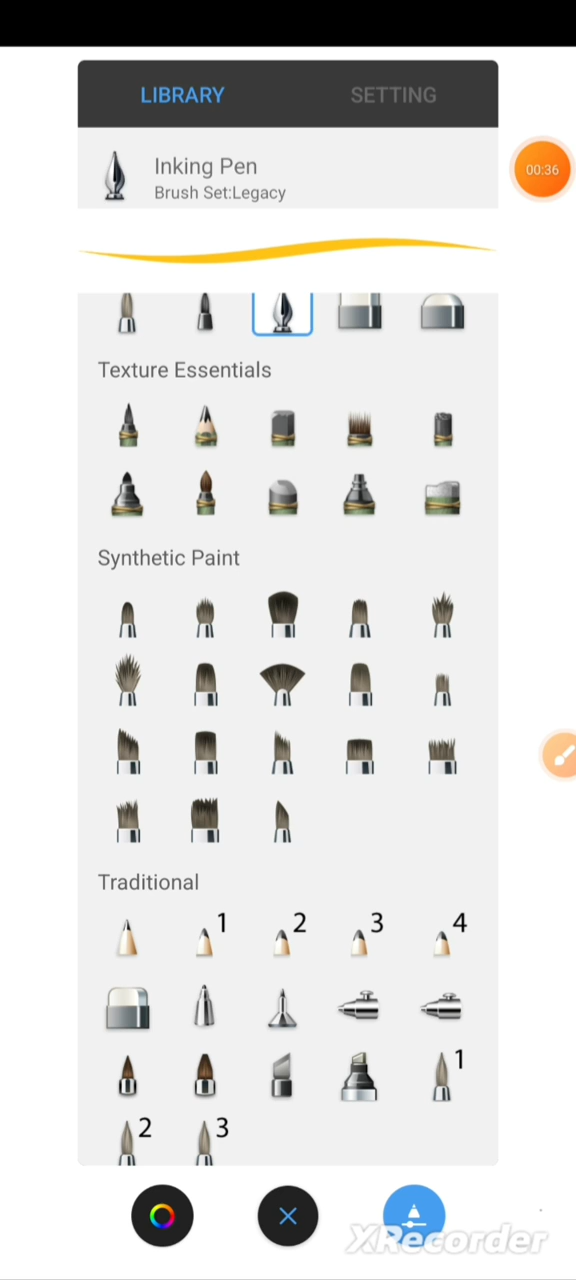 LIBRARY SETTING
Inking Pen
Brush Set:Legacy
00:36
Texture Essentials
Synthetic Paint
Traditional
1 2 3 4
1
2 3
XRecorder